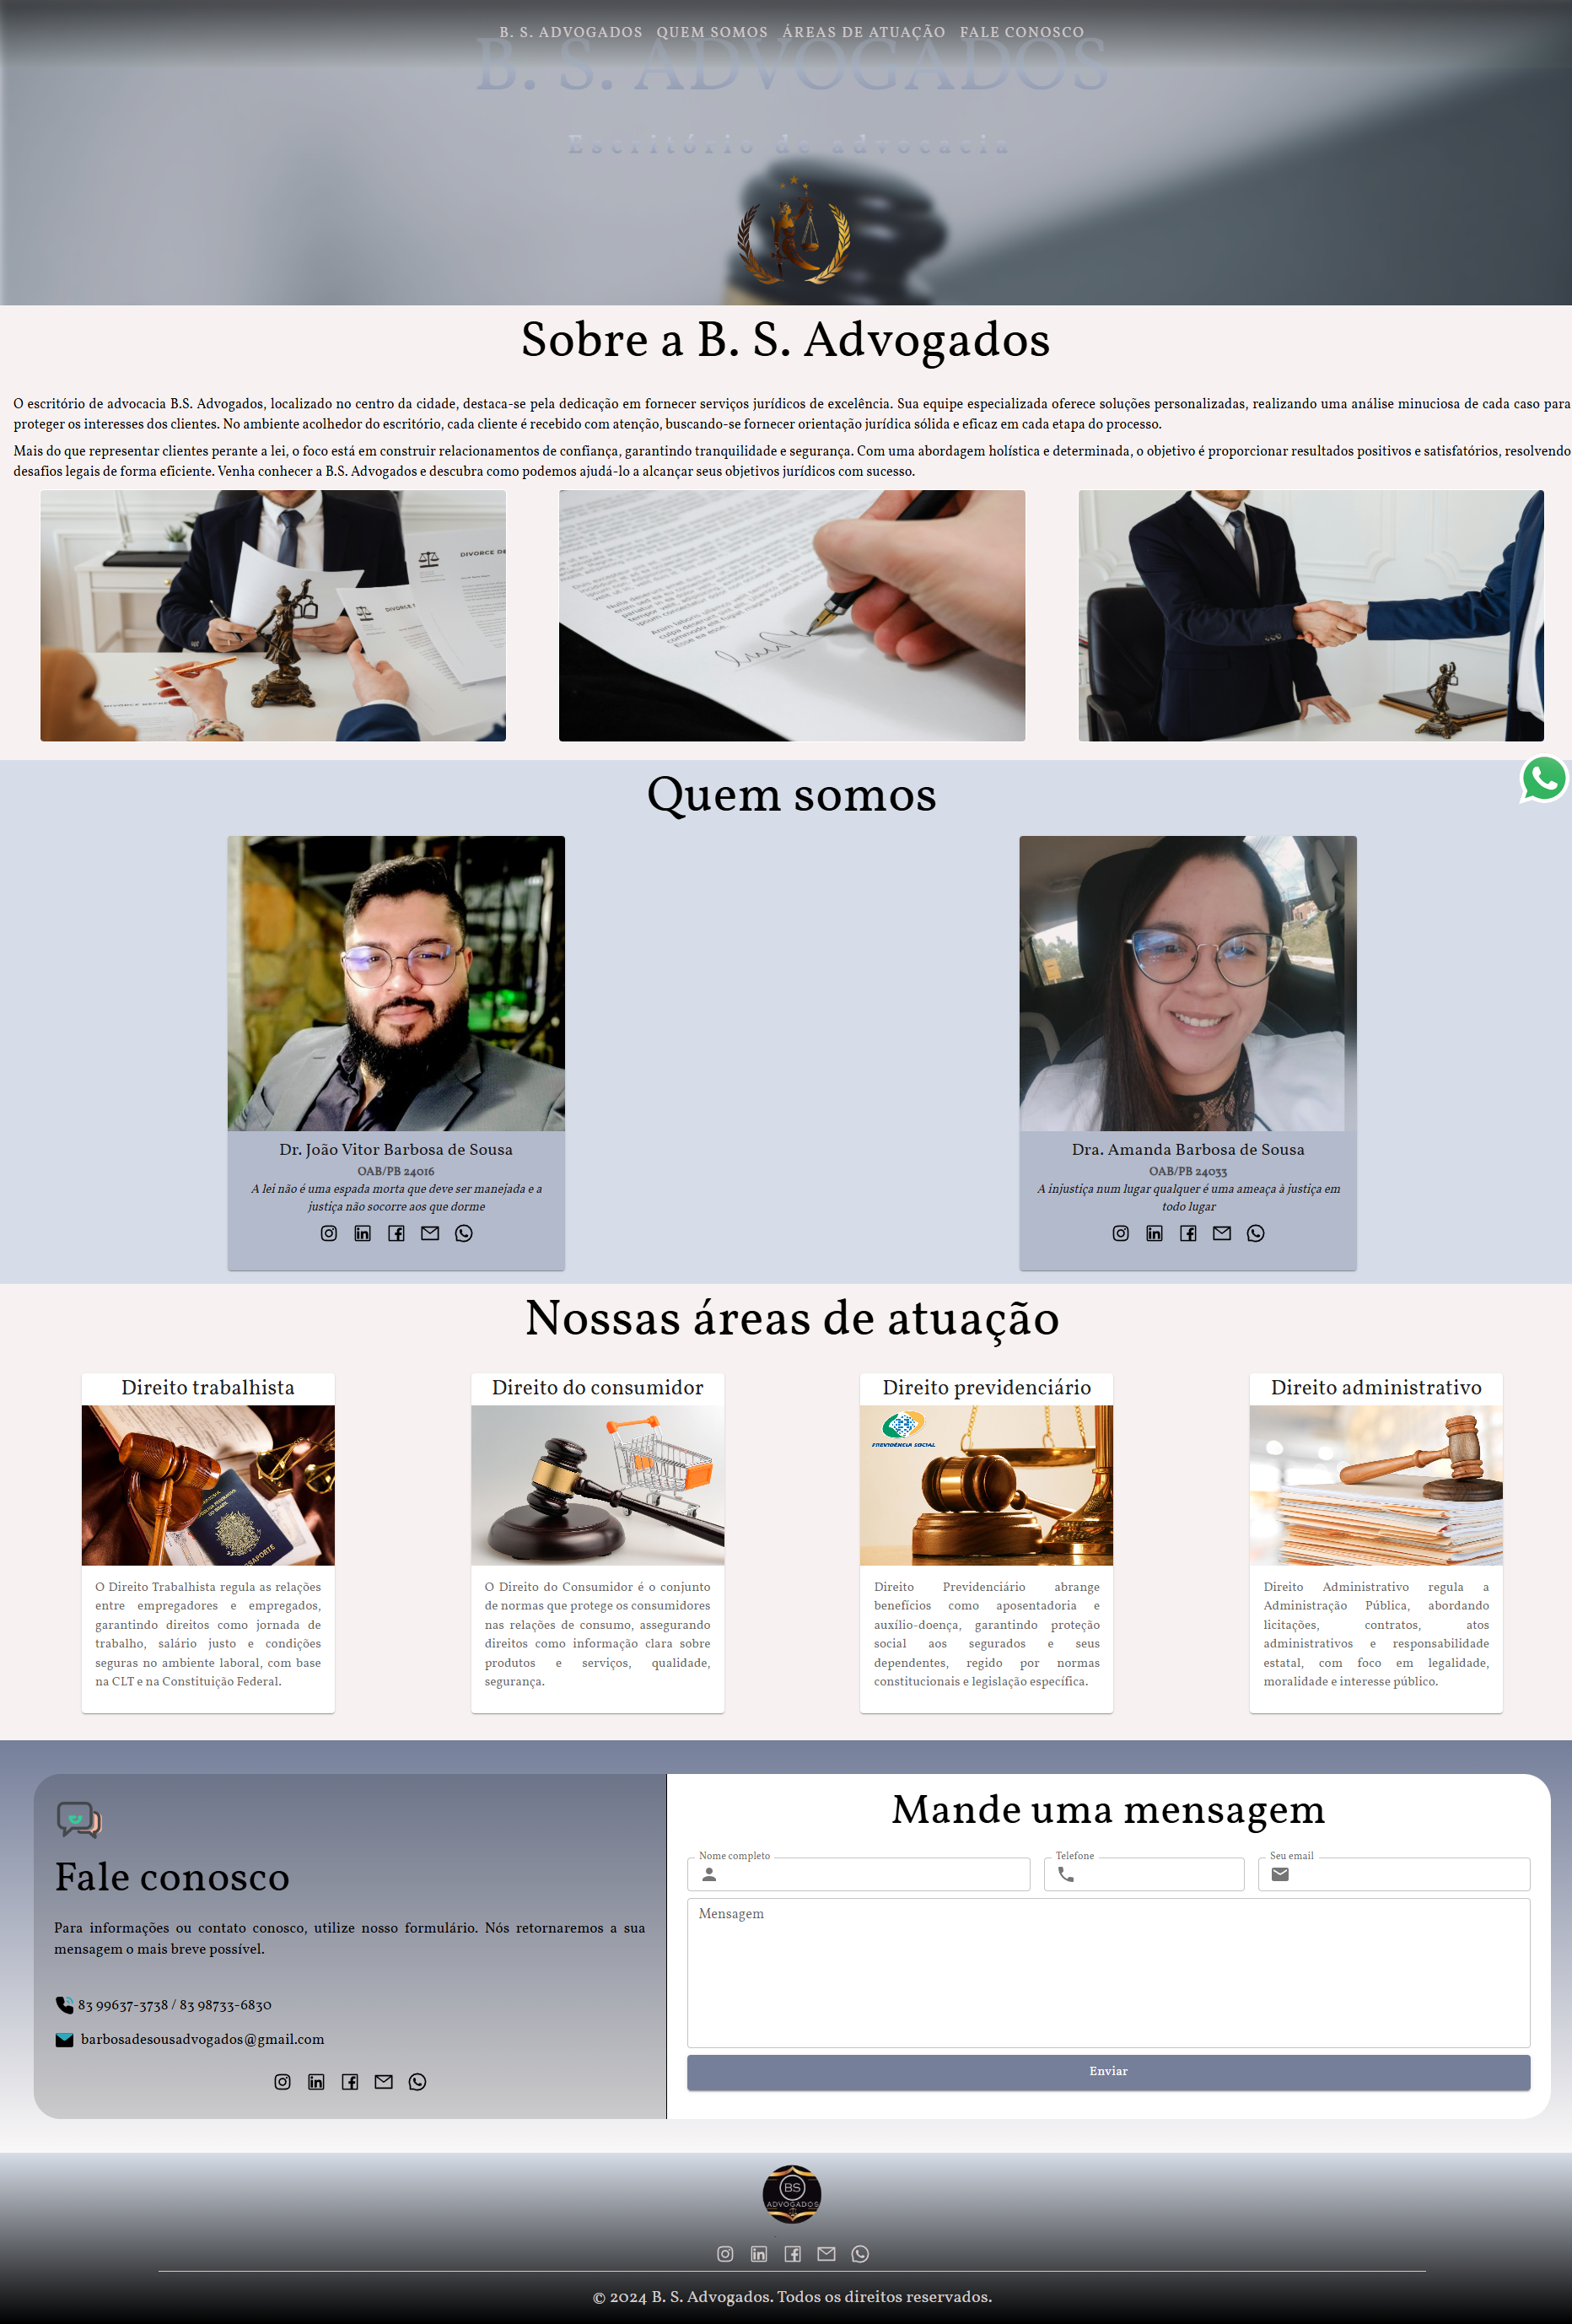 B. S. ADVOGADOS QUEM SOMOS ÁREAS DE ATUAÇÃO FALE CONOSCO
B. S. ADVOGADOS
Escritório de advocacia
Sobre a B. S. Advogados
O escritório de advocacia B.S. Advogados, localizado no centro da cidade, destaca-se pela dedicação em fornecer serviços jurídicos de excelência. Sua equipe especializada oferece soluções personalizadas, realizando uma análise minuciosa de cada caso para
proteger os interesses dos clientes. No ambiente acolhedor do escritório, cada cliente é recebido com atenção, buscando-se fornecer orientação jurídica sólida e eficaz em cada etapa do processo.
Mais do que representar clientes perante a lei, o foco está em construir relacionamentos de confiança, garantindo tranquilidade e segurança. Com uma abordagem holística e determinada, o objetivo é proporcionar resultados positivos e satisfatórios, resolvendo
desafios legais de forma eficiente. Venha conhecer a B.S. Advogados e descubra como podemos ajudá-lo a alcançar seus objetivos jurídicos com sucesso.
Quem somos
Dr. João Vitor Barbosa de Sousa
OAB/PB 24016
A lei não é uma espada morta que deve ser manejada e a
justiça não socorre aos que dorme
Dra. Amanda Barbosa de Sousa
OAB/PB 24033
A injustiça num lugar qualquer é uma ameaça à justiça em
todo lugar
Nossas áreas de atuação
Direito trabalhista
O Direito Trabalhista regula as relações
entre empregadores e empregados,
garantindo direitos como jornada de
trabalho, salário justo e condições
seguras no ambiente laboral, com base
na CLT e na Constituição Federal.
Direito do consumidor
O Direito do Consumidor é o conjunto
de normas que protege os consumidores
nas relações de consumo, assegurando
direitos como informação clara sobre
produtos e serviços, qualidade,
segurança.
Direito previdenciário
PREVIDÊNCIA SOCIAL
Direito Previdenciário abrange
benefícios como aposentadoria e
auxílio-doença, garantindo proteção
social aos segurados e seus
dependentes, regido por normas
constitucionais e legislação específica.
Direito administrativo
Direito Administrativo regula a
Administração Pública, abordando
licitações, contratos, atos
administrativos e responsabilidade
estatal, com foco em legalidade,
moralidade e interesse público.
Fale conosco
Para informações ou contato conosco, utilize nosso formulário. Nós retornaremos a sua
mensagem o mais breve possível.
83 99637-3738 / 83 98733-6830
barbosadesousadvogados@gmail.com
Mande uma mensagem
Nome completo
Telefone
Seu email
Mensagem
Enviar
BS
ADVOGADOS
© 2024 B. S. Advogados. Todos os direitos reservados.